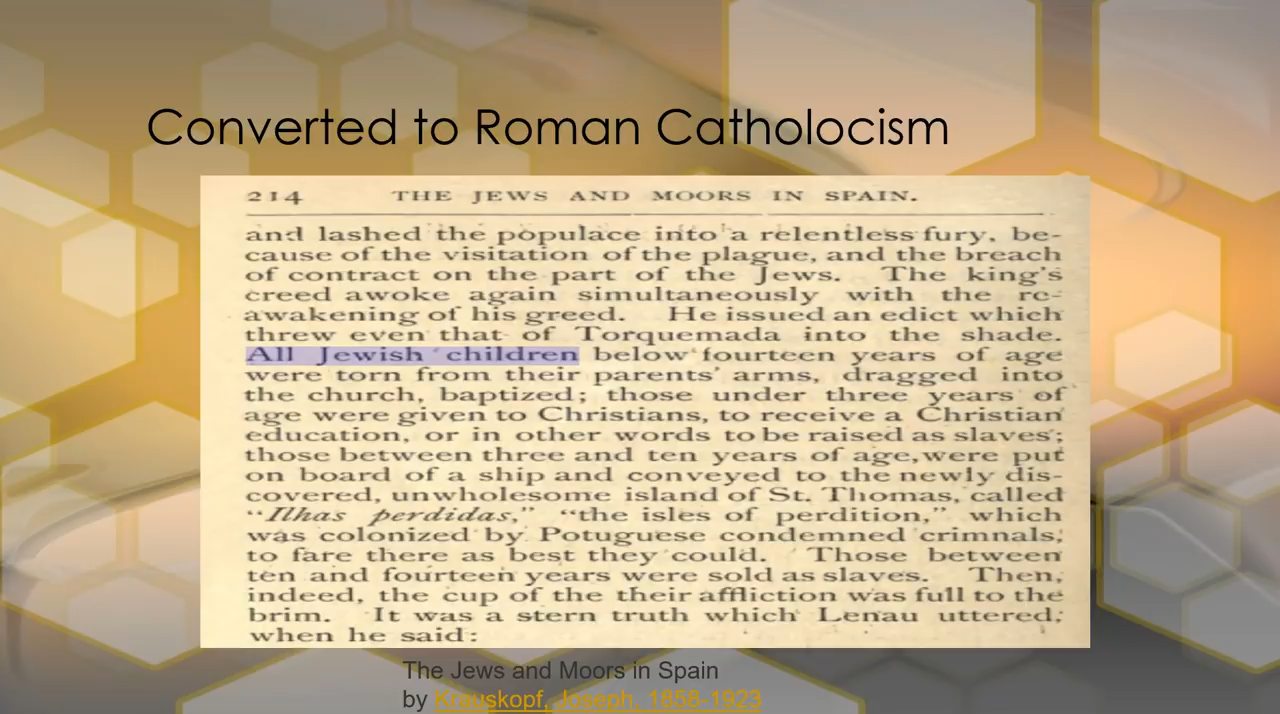 Converted to Roman Catholocism
214 THE JEWS AND MOORS IN SPAIN.
and lashed the populace into a relentless fury, be-
cause of the visitation of the plague, and the breach
of contract on the part of the Jews. The king's
creed awoke again simultaneously with the re-
awakening of his greed. He issued an edict which
threw even that of Torquemada into the shade.
All Jewish children below fourteen years of age
were torn from their parents' arms, dragged into
the church, baptized; those under three years of
age were given to Christians, to receive a Christian
education, or in other words to be raised as slaves;
those between three and ten years of age, were put
on board of a ship and conveyed to the newly dis-
covered, unwholesome island of St. Thomas, called
"Ilhas perdidas," "the isles of perdition," which
was colonized by Potuguese condemned crimnals,
to fare there as best they could. Those between
ten and fourteen years were sold as slaves. Then,
indeed, the cup of the their affliction was full to the
brim. It was a stern truth which Lenau uttered,
when he said:
The Jews and Moors in Spain
by Krauskopf, Joseph, 1858-1923